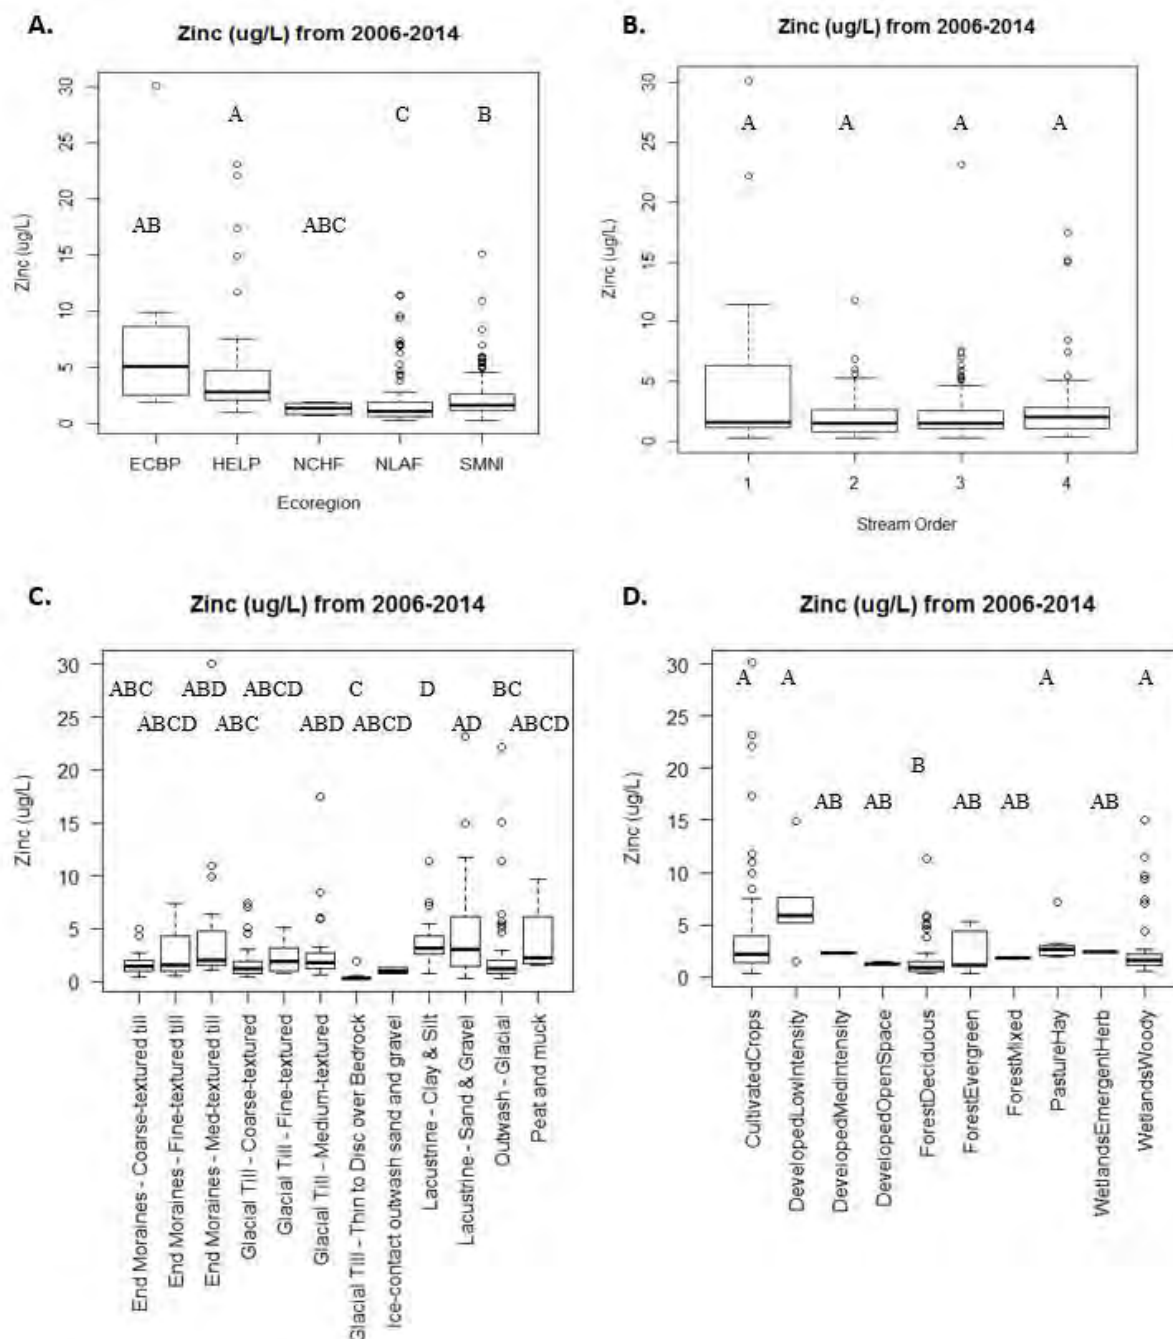 A.
Zinc (ug/L) from 2006-2014
Zinc (ug/L)
30
25
20
15
10
5
0
A
C
B
AB
ABC
ECBP
HELP
NCHF
NLAF
SMNI
Ecoregion
B.
Zinc (ug/L) from 2006-2014
Zinc (ug/L)
30
25
20
15
10
5
0
A
A
A
A
1
2
3
4
Stream Order
C.
Zinc (ug/L) from 2006-2014
Zinc (ug/L)
30
25
20
15
10
5
0
ABC
ABD
ABCD
C
D
BC
ABCD
ABC
ABD
ABCD
AD
ABCD
End Moraines - Coarse-textured till
End Moraines - Fine-textured till
End Moraines - Med-textured till
Glacial Till - Coarse-textured
Glacial Till - Fine-textured
Glacial Till - Medium-textured
Glacial Till - Thin to Disc over Bedrock
Ice-contact outwash sand and gravel
Lacustrine - Clay & Silt
Lacustrine - Sand & Gravel
Outwash - Glacial
Peat and muck
D.
Zinc (ug/L) from 2006-2014
Zinc (ug/L)
30
25
20
15
10
5
0
A
A
A
A
B
AB
AB
AB
AB
AB
CultivatedCrops
DevelopedLowIntensity
DevelopedMedIntensity
DevelopedOpenSpace
ForestDeciduous
ForestEvergreen
ForestMixed
PastureHay
WetlandsEmergentHerb
WetlandsWoody